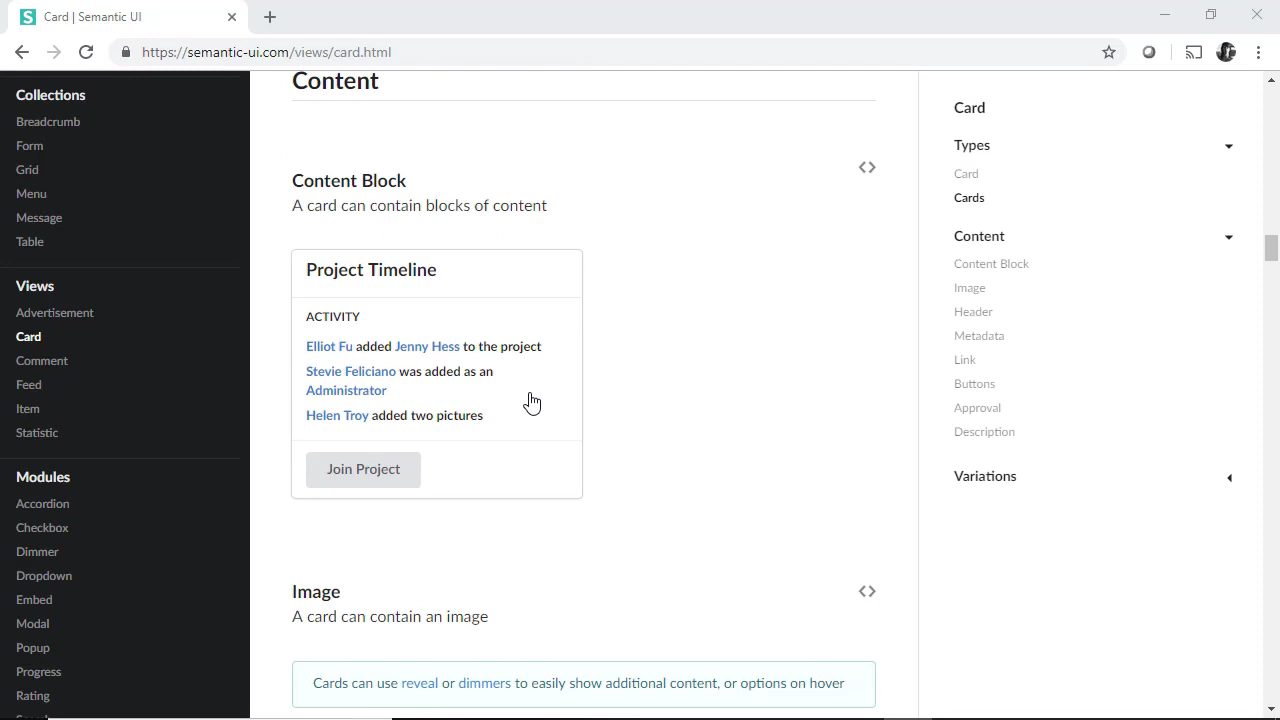 Card | Semantic UI
https://semantic-ui.com/views/card.html
Collections
Breadcrumb
Form
Grid
Menu
Message
Table
Views
Advertisement
Card
Comment
Feed
Item
Statistic
Modules
Accordion
Checkbox
Dimmer
Dropdown
Embed
Modal
Popup
Progress
Rating
Content
Content Block
A card can contain blocks of content
Project Timeline
ACTIVITY
Elliot Fu added Jenny Hess to the project
Stevie Feliciano was added as an
Administrator
Helen Troy added two pictures
Join Project
Image
A card can contain an image
Cards can use reveal or dimmers to easily show additional content, or options on hover
Card
Types
Card
Cards
Content
Content Block
Image
Header
Metadata
Link
Buttons
Approval
Description
Variations